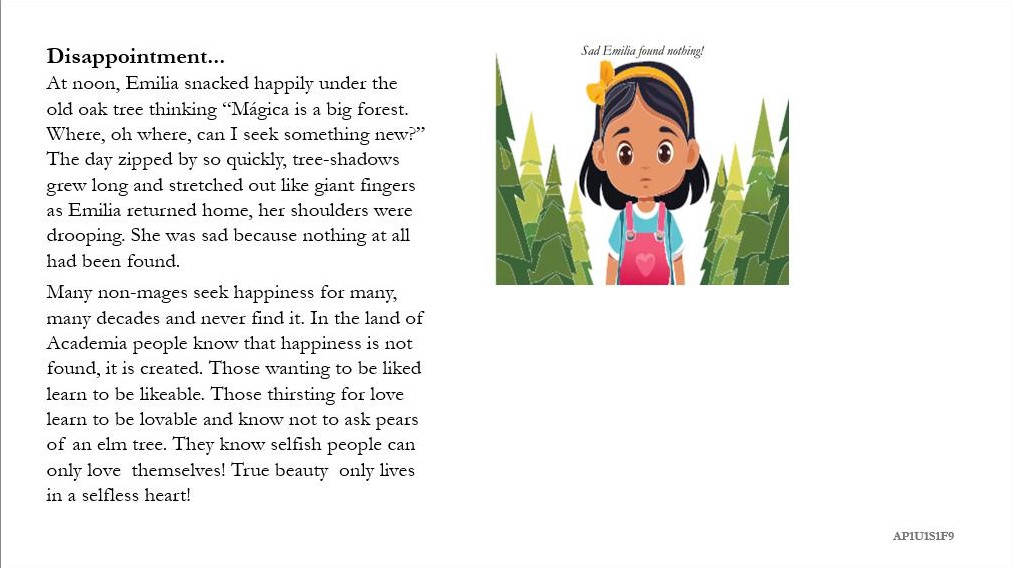 Disappointment...
At noon, Emilia snacked happily under the
old oak tree thinking “Mágica is a big forest.
Where, oh where, can I seek something new?”
The day zipped by so quickly, tree-shadows
grew long and stretched out like giant fingers
as Emilia returned home, her shoulders were
drooping. She was sad because nothing at all
had been found.
Many non-mages seek happiness for many,
many decades and never find it. In the land of
Academia people know that happiness is not
found, it is created. Those wanting to be liked
learn to be likeable. Those thirsting for love
learn to be lovable and know not to ask pears
of an elm tree. They know selfish people can
only love themselves! True beauty only lives
in a selfless heart!
Sad Emilia found nothing!
AP1U1S1F9